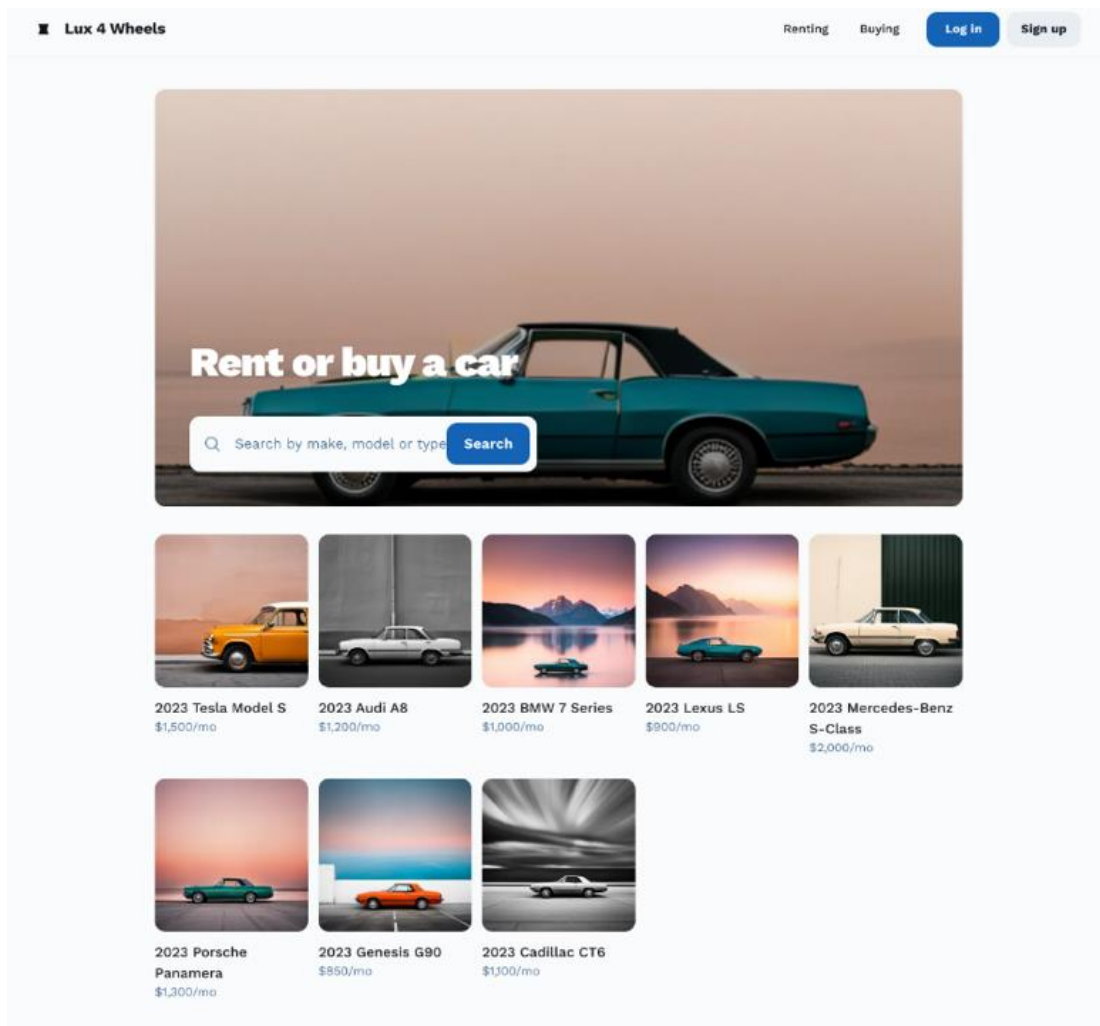 Lux 4 Wheels
Renting
Buying
Log in
Sign up
Rent or buy a car
Search by make, model or type
Search
2023 Tesla Model S
$1,500/mo
2023 Audi A8
$1,200/mo
2023 BMW 7 Series
$1,000/mo
2023 Lexus LS
$900/mo
2023 Mercedes-Benz
S-Class
$2,000/mo
2023 Porsche
Panamera
$1,300/mo
2023 Genesis G90
$850/mo
2023 Cadillac CT6
$1,100/mo